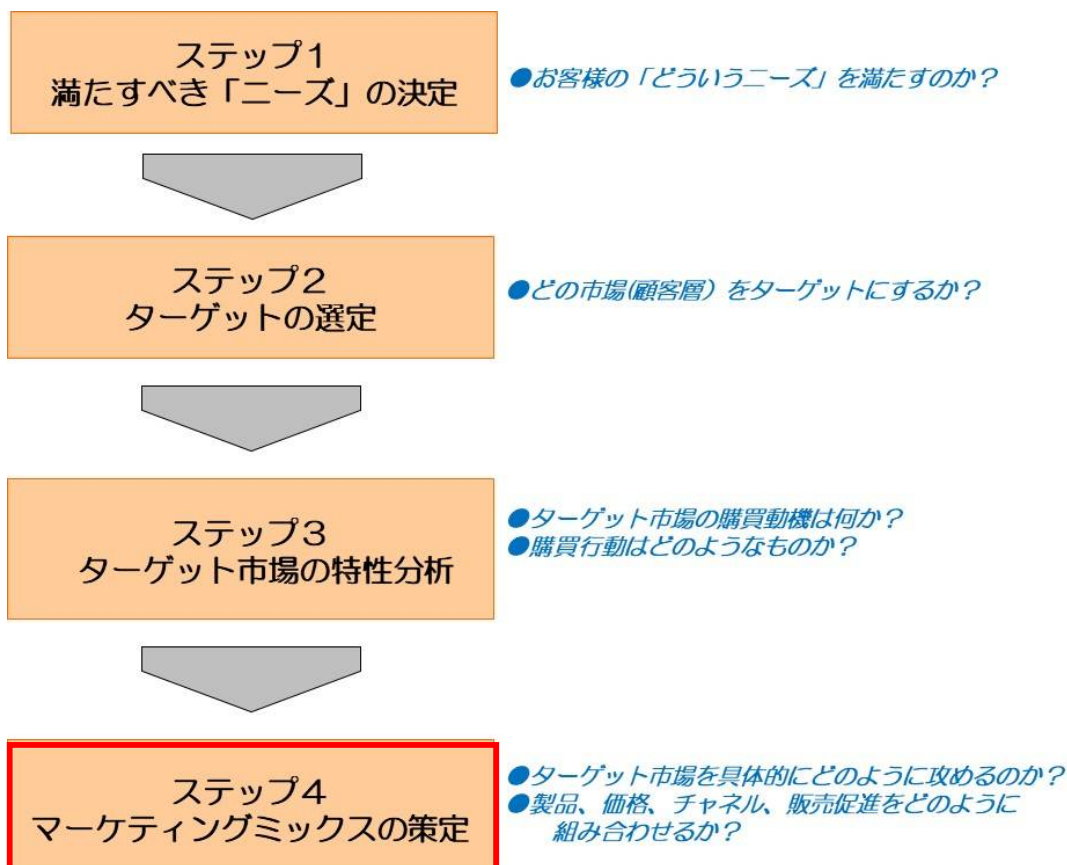 ステップ1
満たすべき「ニーズ」の決定
●お客様の「どういうニーズ」を満たすのか？
ステップ2
ターゲットの選定
●どの市場(顧客層）をターゲットにするか？
ステップ3
ターゲット市場の特性分析
●ターゲット市場の購買動機は何か？
●購買行動はどのようなものか？
ステップ4
マーケティングミックスの策定
●ターゲット市場を具体的にどのように攻めるのか？
●製品、価格、チャネル、販売促進をどのように
組み合わせるか？